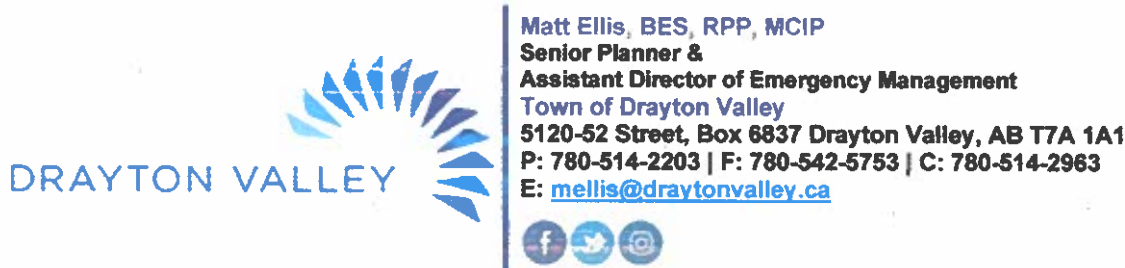 Matt Ellis, BES, RPP, MCIP
Senior Planner &
Assistant Director of Emergency Management
Town of Drayton Valley
5120-52 Street, Box 6837 Drayton Valley, AB T7A 1A1
P: 780-514-2203 | F: 780-542-5753 | C: 780-514-2963
E: mellis@draytonvalley.ca
DRAYTON VALLEY